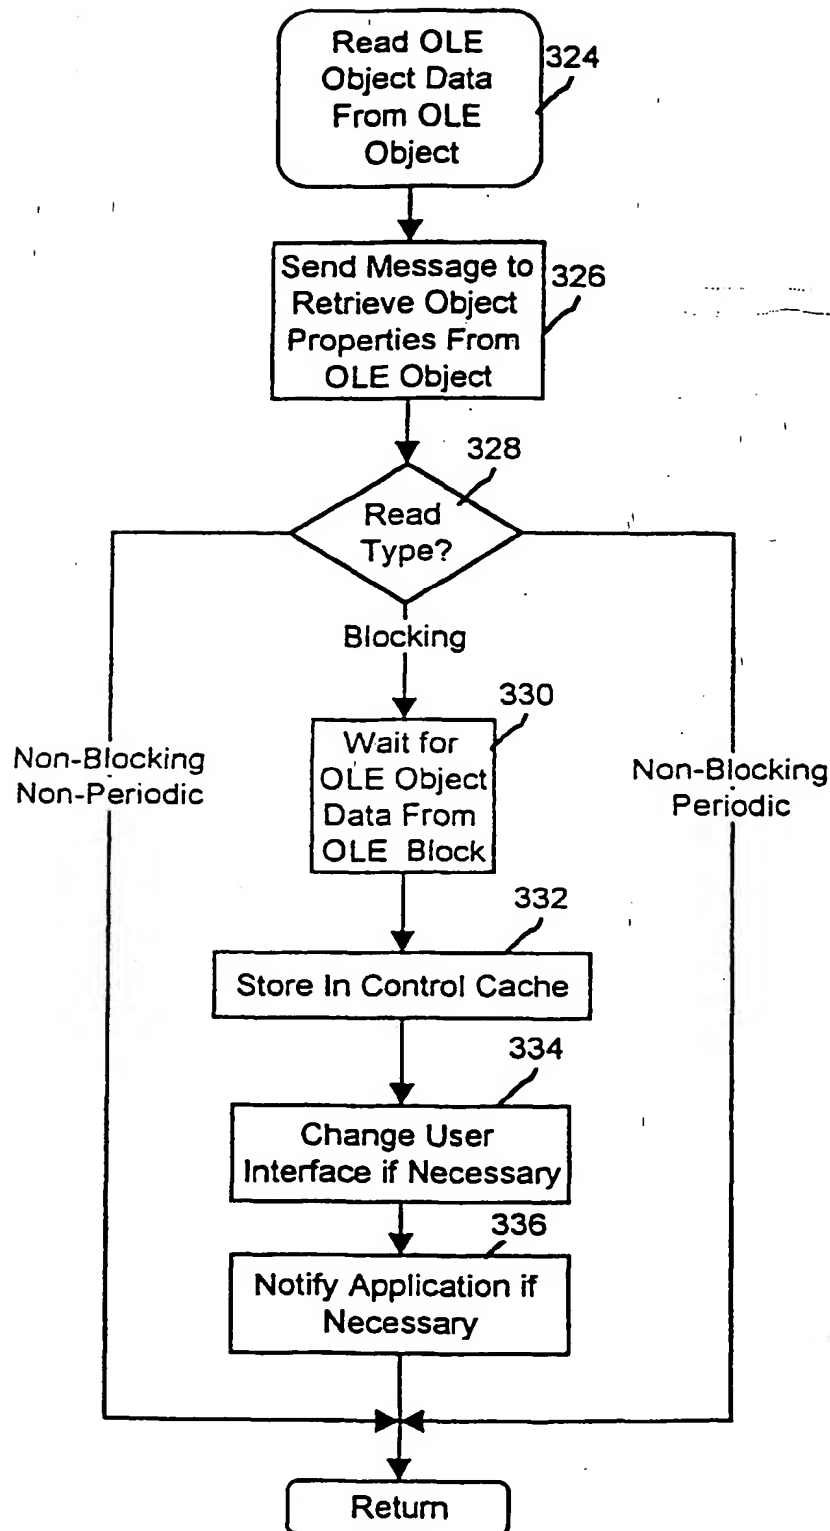 Read OLE
Object Data
From OLE
Object
324
Send Message to
Retrieve Object
Properties From
OLE Object
326
328
Read
Type?
Blocking
Non-Blocking
Non-Periodic
Non-Blocking
Periodic
330
Wait for
OLE Object
Data From
OLE Block
332
Store In Control Cache
334
Change User
Interface if Necessary
336
Notify Application if
Necessary
Return